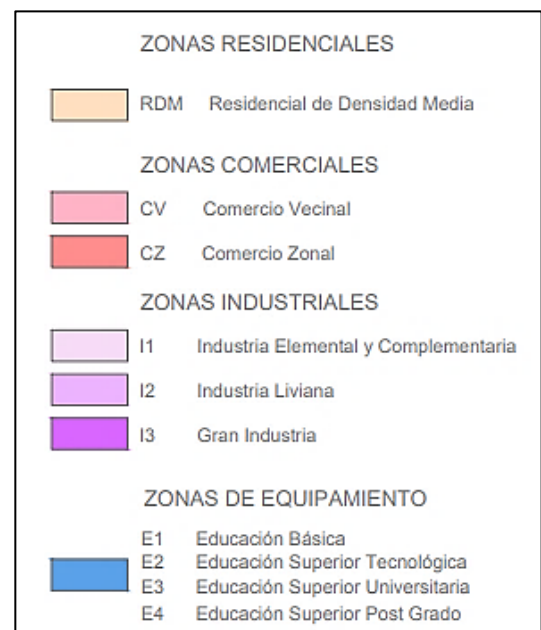 ZONAS RESIDENCIALES
RDM Residencial de Densidad Media
ZONAS COMERCIALES
CV Comercio Vecinal
CZ Comercio Zonal
ZONAS INDUSTRIALES
I1 Industria Elemental y Complementaria
I2 Industria Liviana
I3 Gran Industria
ZONAS DE EQUIPAMIENTO
E1 Educación Básica
E2 Educación Superior Tecnológica
E3 Educación Superior Universitaria
E4 Educación Superior Post Grado